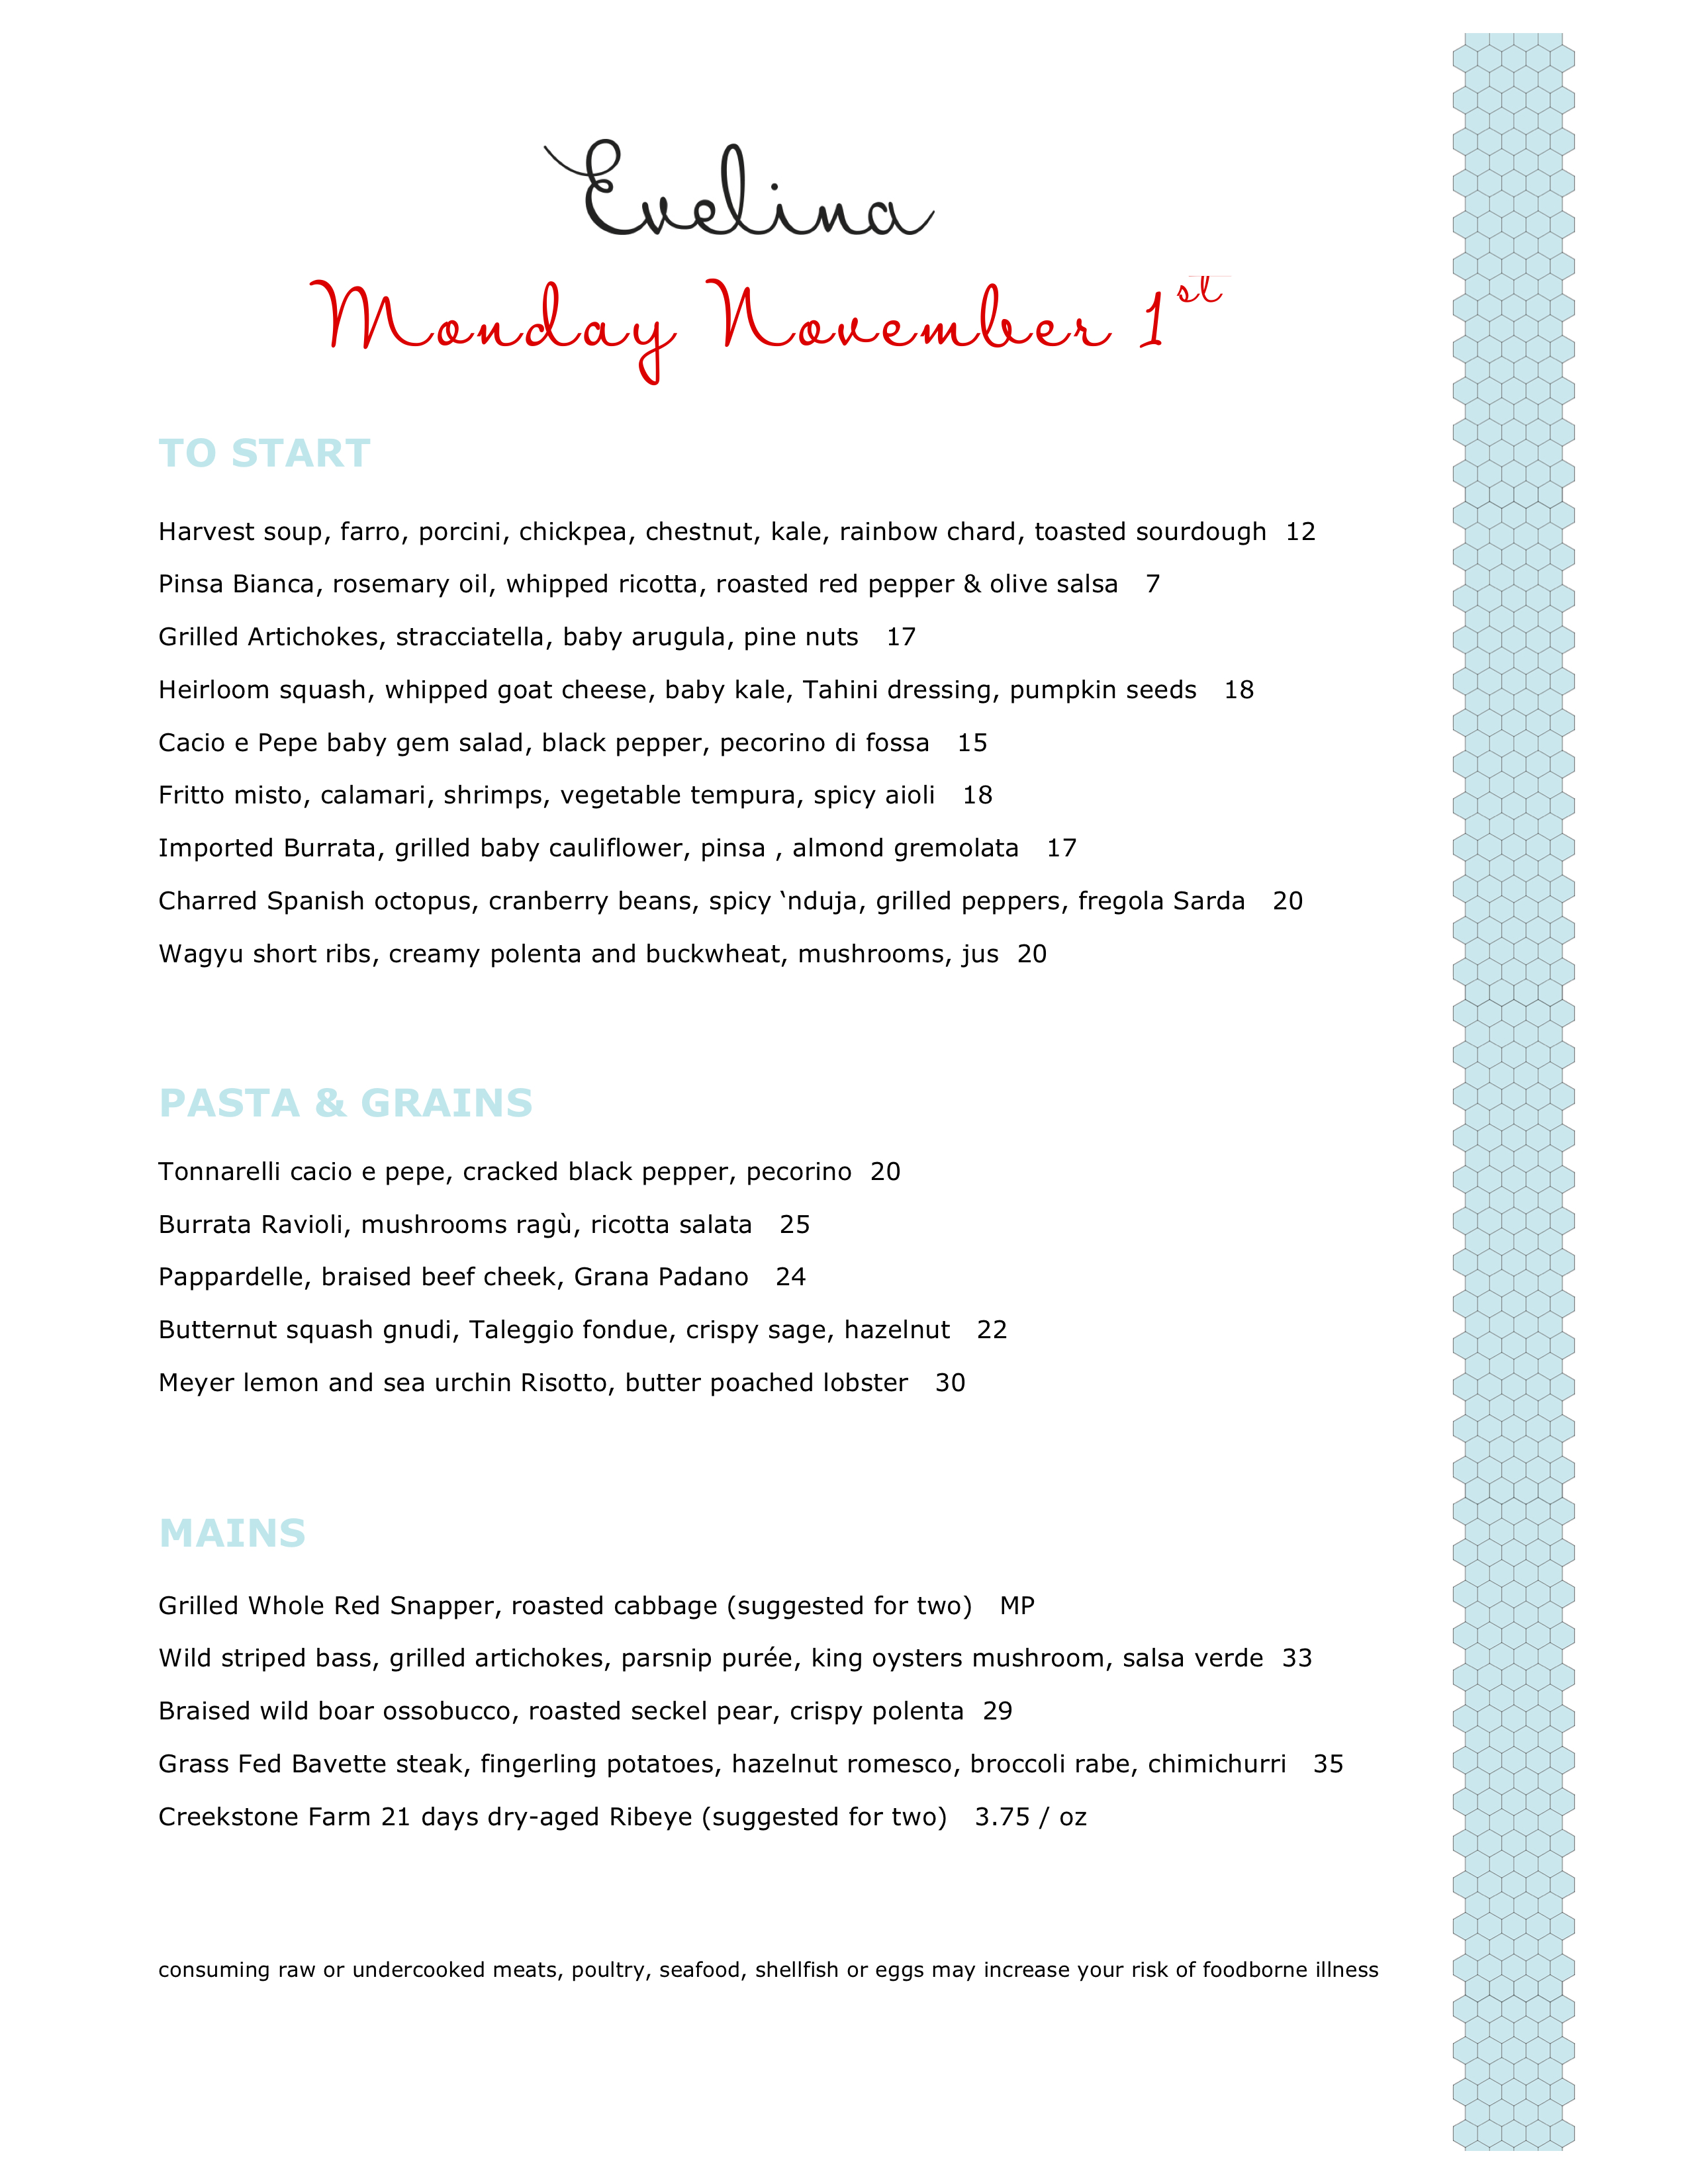 Evelina
Monday November 1st
TO START
Harvest soup, farro, porcini, chickpea, chestnut, kale, rainbow chard, toasted sourdough 12
Pinsa Bianca, rosemary oil, whipped ricotta, roasted red pepper & olive salsa 7
Grilled Artichokes, stracciatella, baby arugula, pine nuts 17
Heirloom squash, whipped goat cheese, baby kale, Tahini dressing, pumpkin seeds 18
Cacio e Pepe baby gem salad, black pepper, pecorino di fossa 15
Fritto misto, calamari, shrimps, vegetable tempura, spicy aioli 18
Imported Burrata, grilled baby cauliflower, pinsa , almond gremolata 17
Charred Spanish octopus, cranberry beans, spicy ‛nduja, grilled peppers, fregola Sarda 20
Wagyu short ribs, creamy polenta and buckwheat, mushrooms, jus 20
PASTA & GRAINS
Tonnarelli cacio e pepe, cracked black pepper, pecorino 20
Burrata Ravioli, mushrooms ragù, ricotta salata 25
Pappardelle, braised beef cheek, Grana Padano 24
Butternut squash gnudi, Taleggio fondue, crispy sage, hazelnut 22
Meyer lemon and sea urchin Risotto, butter poached lobster 30
MAINS
Grilled Whole Red Snapper, roasted cabbage (suggested for two) MP
Wild striped bass, grilled artichokes, parsnip purée, king oysters mushroom, salsa verde 33
Braised wild boar ossobucco, roasted seckel pear, crispy polenta 29
Grass Fed Bavette steak, fingerling potatoes, hazelnut romesco, broccoli rabe, chimichurri 35
Creekstone Farm 21 days dry-aged Ribeye (suggested for two) 3.75 / oz
consuming raw or undercooked meats, poultry, seafood, shellfish or eggs may increase your risk of foodborne illness